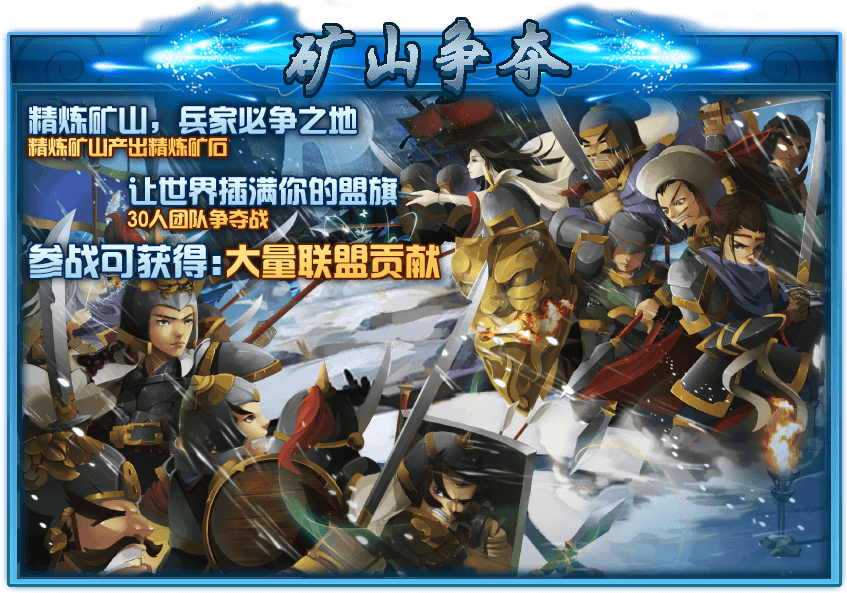 矿山争夺
精炼矿山，兵家必争之地
精炼矿山产出精炼矿石
让世界插满你的盟旗
30人团队争夺战
参战可获得:大量联盟贡献